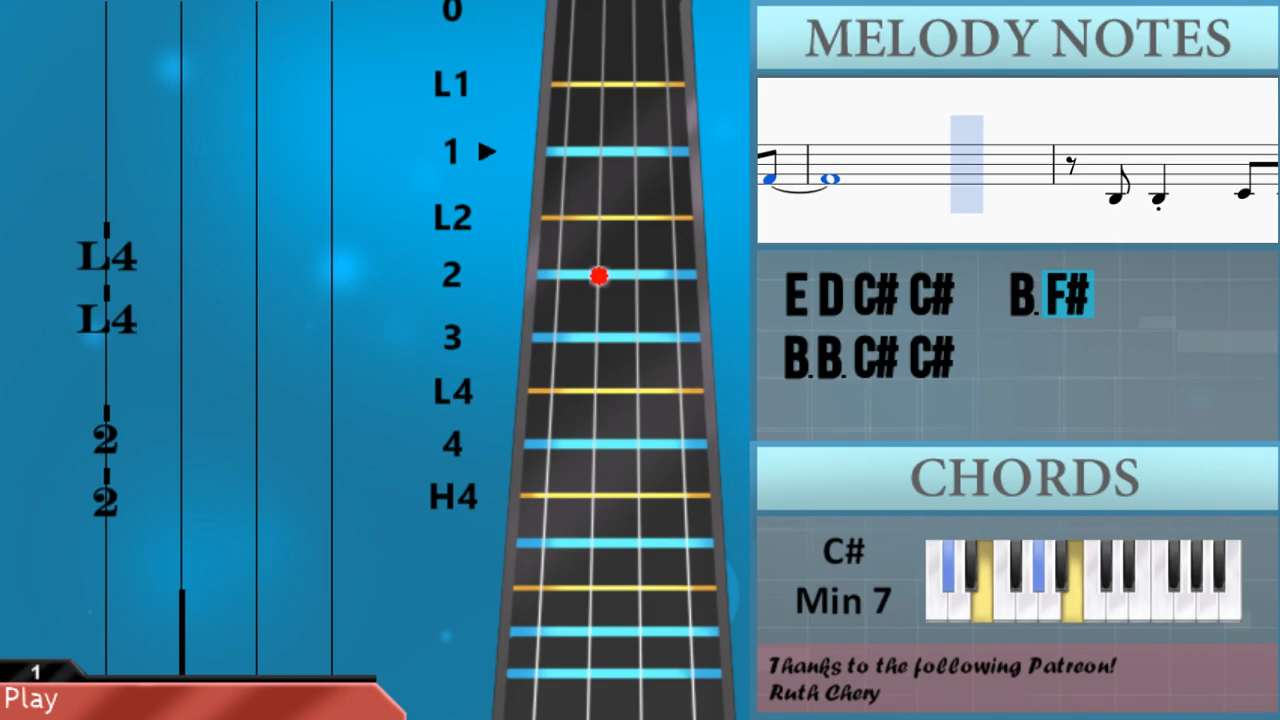 0
L1
1
L2
2
3
L4
4
H4
L4
L4
2
2
1
Play
MELODY NOTES
E D C# C# B. F#
B. B. C# C#
CHORDS
C#
Min 7
Thanks to the following Patreon!
Ruth Chery